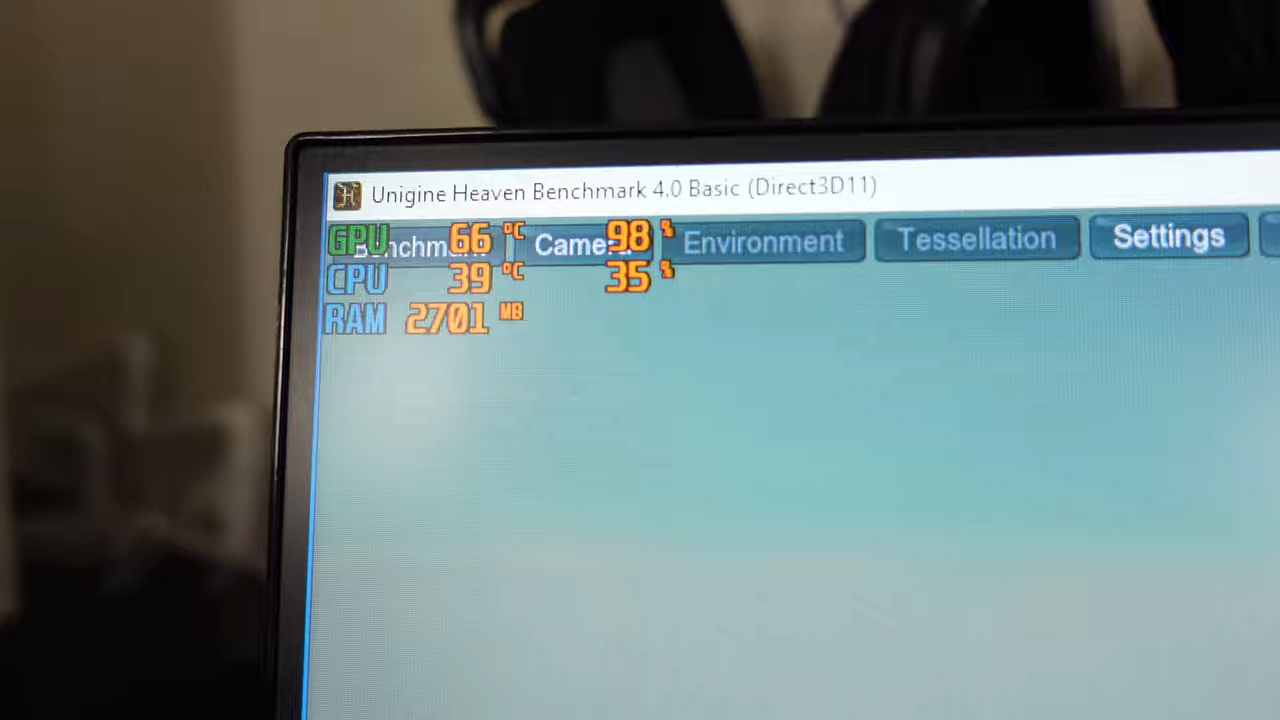 Unigine Heaven Benchmark 4.0 Basic (Direct3D11)
Camera Environment Tessellation Settings
GPU 66 °C 98 %
CPU 39 °C 35 %
RAM 2701 MB